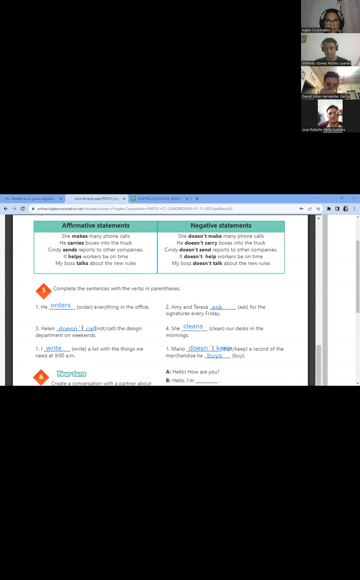 Inglés Corporativo
online.inglescorporativo.com
Affirmative statements
Negative statements
She makes many phone calls
He carries boxes into the truck
Cindy sends reports to other companies.
It helps workers be on time
My boss talks about the new rules
She doesn't make many phone calls
He doesn't carry boxes into the truck
Cindy doesn't send reports to other companies.
It doesn't help workers be on time
My boss doesn't talk about the new rules
5 Complete the sentences with the verbs in parentheses.
1. He orders (order) everything in the office.
2. Amy and Teresa ask (ask) for the
signatures every Friday.
3. Helen doesn´t call (not/call) the design
department on weekends.
4. She cleans (clean) our desks in the
mornings.
1. I write (write) a list with the things we
need at 9:00 a.m.
1. Mario doesn´t keep (not/keep) a record of the
merchandise he buys (buy).
6 Your turn
Create a conversation with a partner about
A: Hello! How are you?
B: Hello, I'm